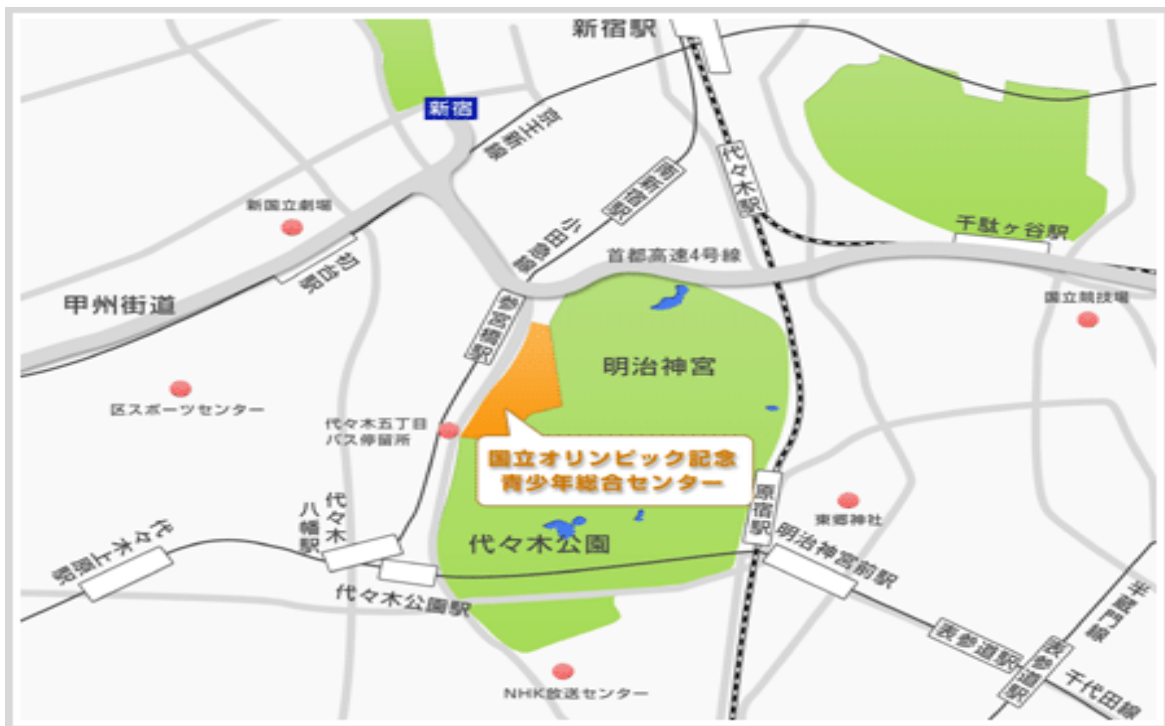 新宿駅
新宿
京王新線
代々木駅
南新宿駅
新国立劇場
小田急線
千駄ヶ谷駅
首都高速4号線
初台駅
甲州街道
国立競技場
参宮橋駅
明治神宮
区スポーツセンター
代々木五丁目
バス停留所
国立オリンピック記念
青少年総合センター
原宿駅
東郷神社
代々木
八幡駅
代々木上原駅
代々木公園
明治神宮前駅
代々木公園駅
半蔵門線
表参道駅
表参道駅
千代田線
NHK放送センター